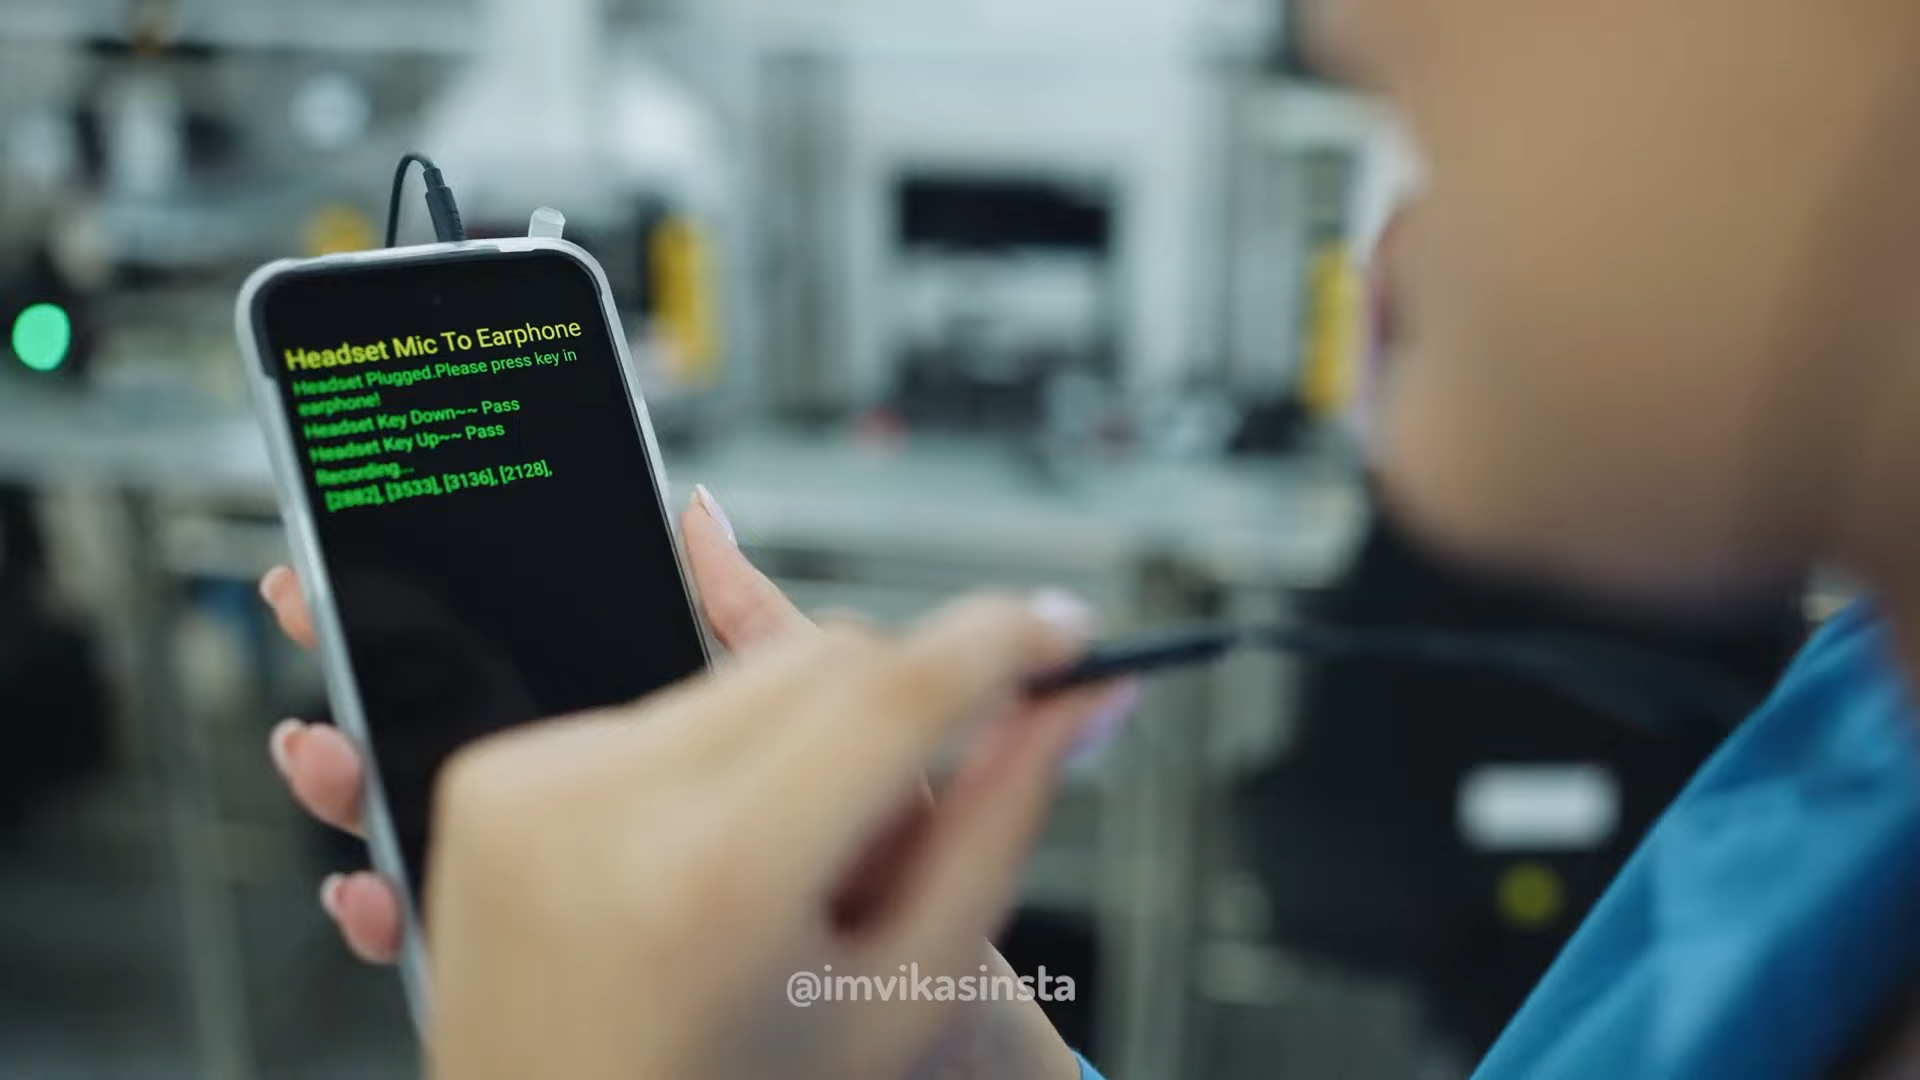 Headset Mic To Earphone
Headset Plugged.Please press key in
earphone!
Headset Key Down~~ Pass
Headset Key Up~~ Pass
Recording...
[2882], [3533], [3136], [2128],
@imvikasinsta